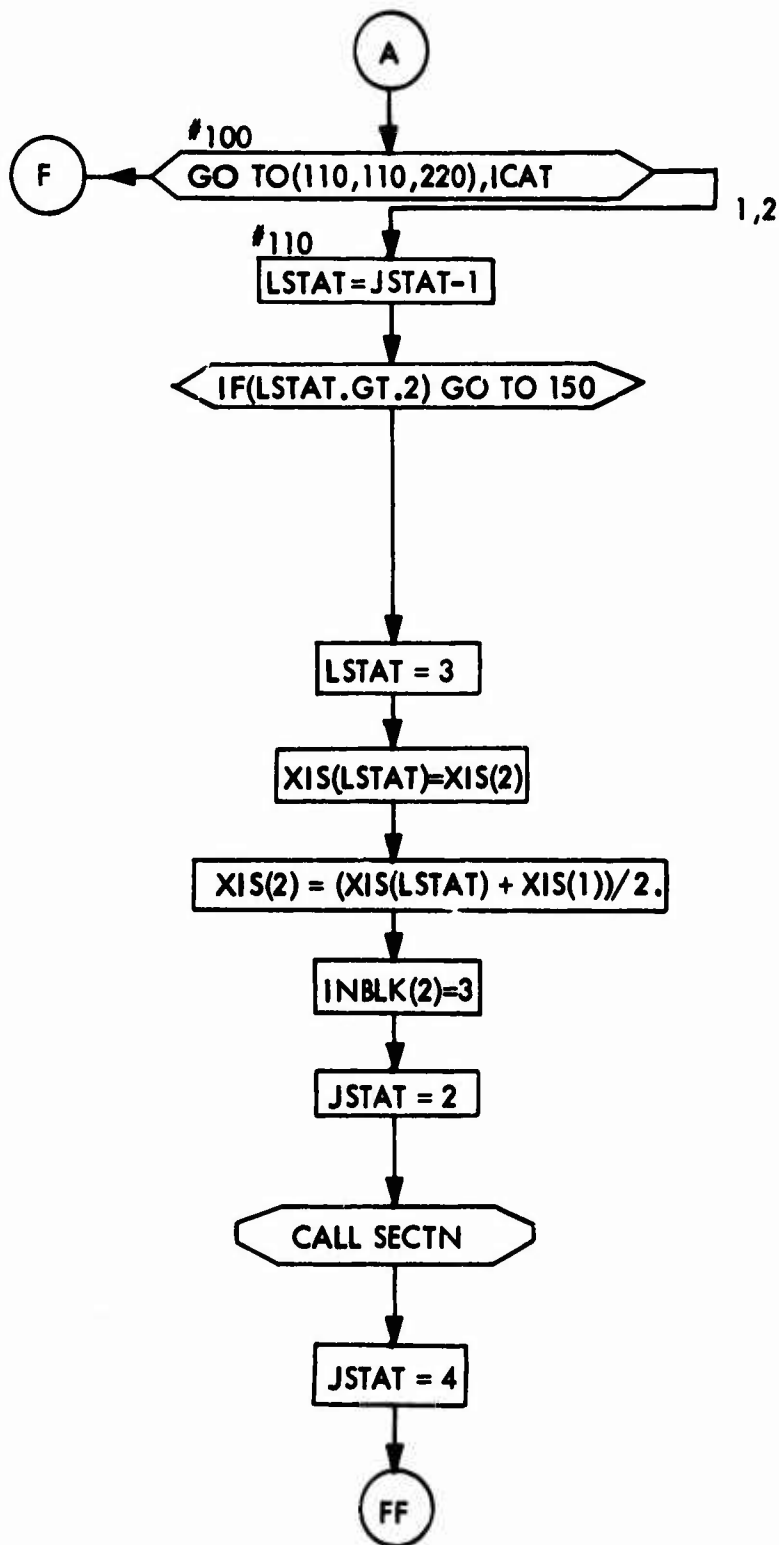 A
#100
F
GO TO(110,110,220),ICAT
1,2
#110
LSTAT=JSTAT-1
IF(LSTAT.GT.2) GO TO 150
LSTAT = 3
XIS(LSTAT)=XIS(2)
XIS(2) = (XIS(LSTAT) + XIS(1))/2.
INBLK(2)=3
JSTAT = 2
CALL SECTN
JSTAT = 4
FF